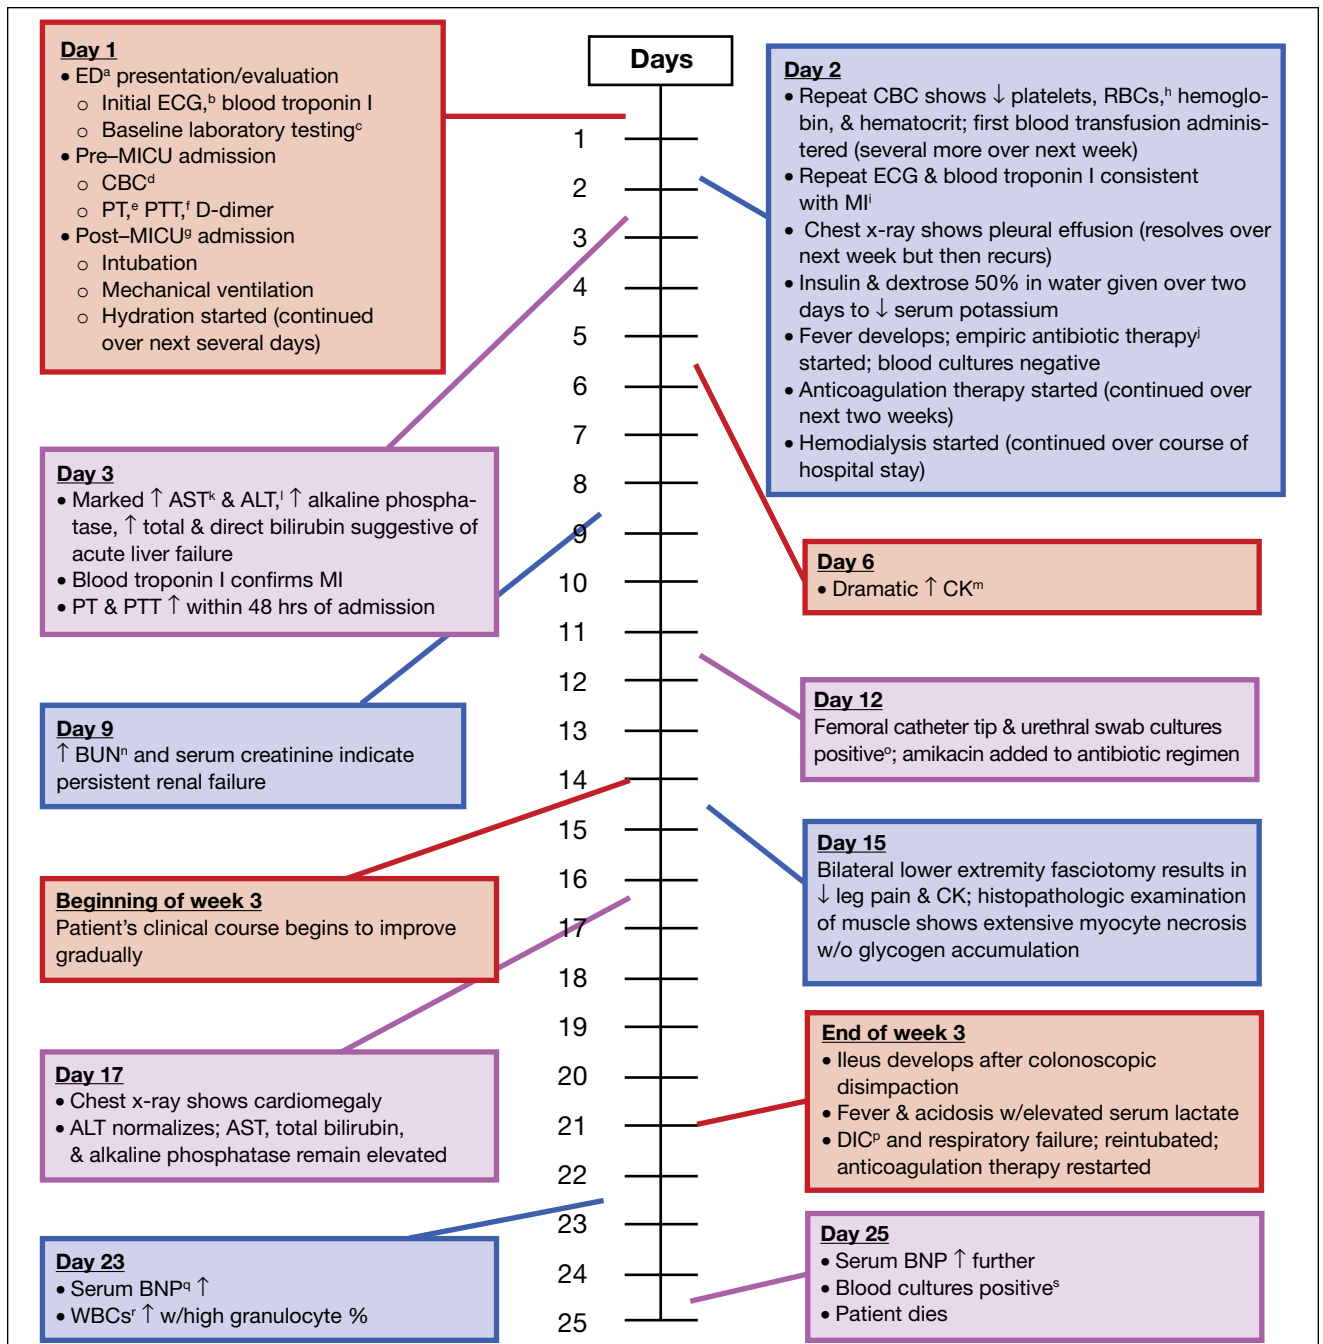 Day 1
• EDᵃ presentation/evaluation
o Initial ECG,ᵇ blood troponin I
o Baseline laboratory testingᶜ
• Pre–MICU admission
o CBCᵈ
o PT,ᵉ PTT,ᶠ D-dimer
• Post–MICUᵍ admission
o Intubation
o Mechanical ventilation
o Hydration started (continued
over next several days)
Days
1
2
3
4
5
6
7
8
9
10
11
12
13
14
15
16
17
18
19
20
21
22
23
24
25
Day 2
• Repeat CBC shows ↓ platelets, RBCs,ʰ hemoglo-
bin, & hematocrit; first blood transfusion adminis-
tered (several more over next week)
• Repeat ECG & blood troponin I consistent
with MIⁱ
• Chest x-ray shows pleural effusion (resolves over
next week but then recurs)
• Insulin & dextrose 50% in water given over two
days to ↓ serum potassium
• Fever develops; empiric antibiotic therapyʲ
started; blood cultures negative
• Anticoagulation therapy started (continued over
next two weeks)
• Hemodialysis started (continued over course of
hospital stay)
Day 3
• Marked ↑ ASTᵏ & ALT,ˡ ↑ alkaline phospha-
tase, ↑ total & direct bilirubin suggestive of
acute liver failure
• Blood troponin I confirms MI
• PT & PTT ↑ within 48 hrs of admission
Day 6
• Dramatic ↑ CKᵐ
Day 9
↑ BUNⁿ and serum creatinine indicate
persistent renal failure
Day 12
Femoral catheter tip & urethral swab cultures
positiveᵒ; amikacin added to antibiotic regimen
Beginning of week 3
Patient’s clinical course begins to improve
gradually
Day 15
Bilateral lower extremity fasciotomy results in
↓ leg pain & CK; histopathologic examination
of muscle shows extensive myocyte necrosis
w/o glycogen accumulation
Day 17
• Chest x-ray shows cardiomegaly
• ALT normalizes; AST, total bilirubin,
& alkaline phosphatase remain elevated
End of week 3
• Ileus develops after colonoscopic
disimpaction
• Fever & acidosis w/elevated serum lactate
• DICᵖ and respiratory failure; reintubated;
anticoagulation therapy restarted
Day 23
• Serum BNP𐞥 ↑
• WBCsʳ ↑ w/high granulocyte %
Day 25
• Serum BNP ↑ further
• Blood cultures positiveˢ
• Patient dies